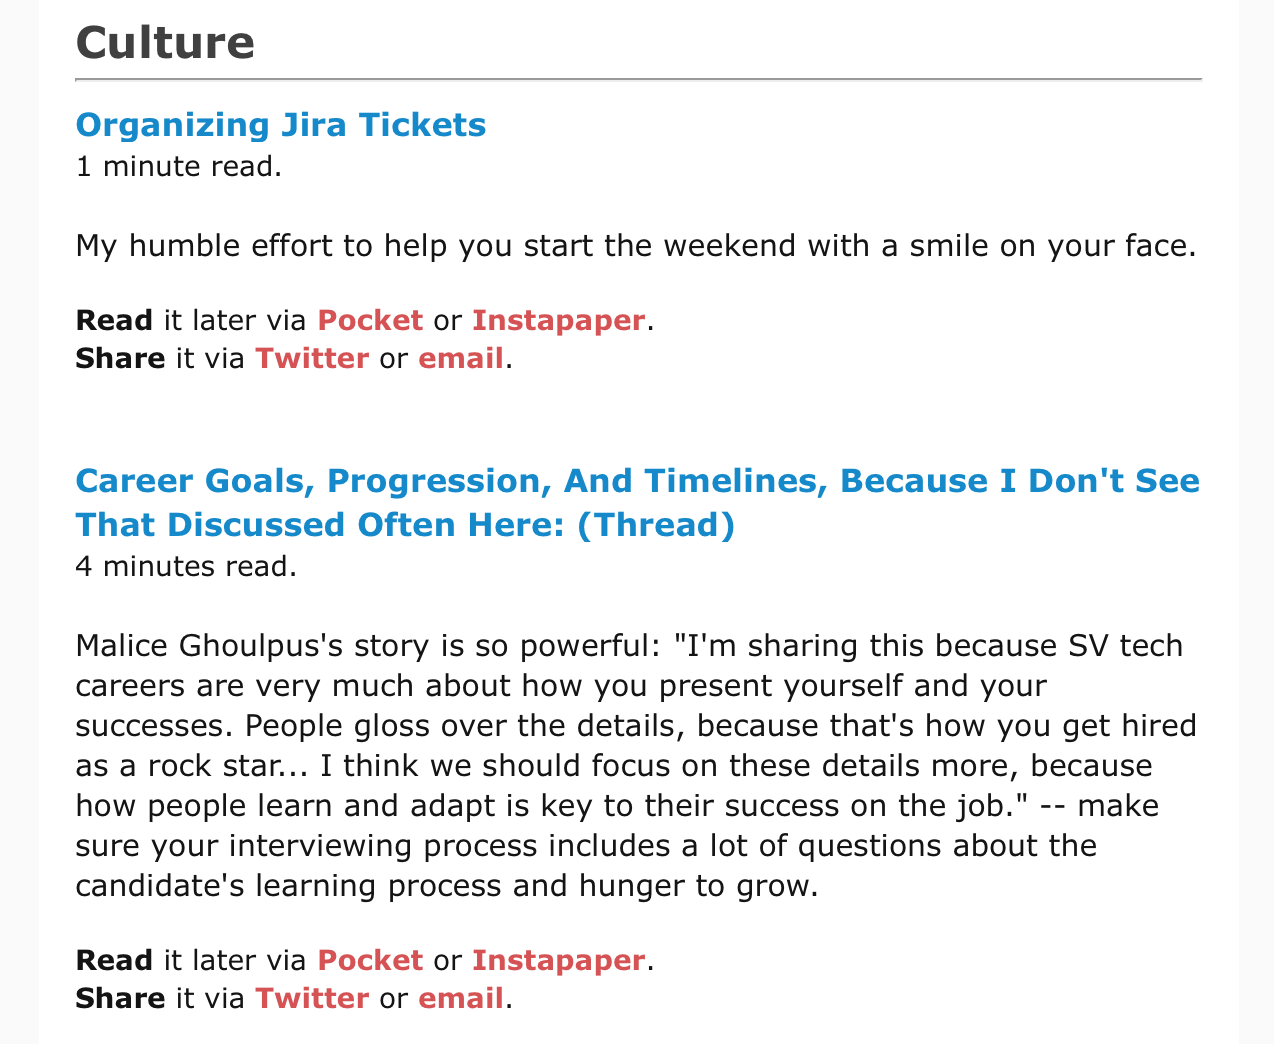 Culture
Organizing Jira Tickets
1 minute read.
My humble effort to help you start the weekend with a smile on your face.
Read it later via Pocket or Instapaper.
Share it via Twitter or email.
Career Goals, Progression, And Timelines, Because I Don't See
That Discussed Often Here: (Thread)
4 minutes read.
Malice Ghoulpus's story is so powerful: "I'm sharing this because SV tech
careers are very much about how you present yourself and your
successes. People gloss over the details, because that's how you get hired
as a rock star... I think we should focus on these details more, because
how people learn and adapt is key to their success on the job." -- make
sure your interviewing process includes a lot of questions about the
candidate's learning process and hunger to grow.
Read it later via Pocket or Instapaper.
Share it via Twitter or email.